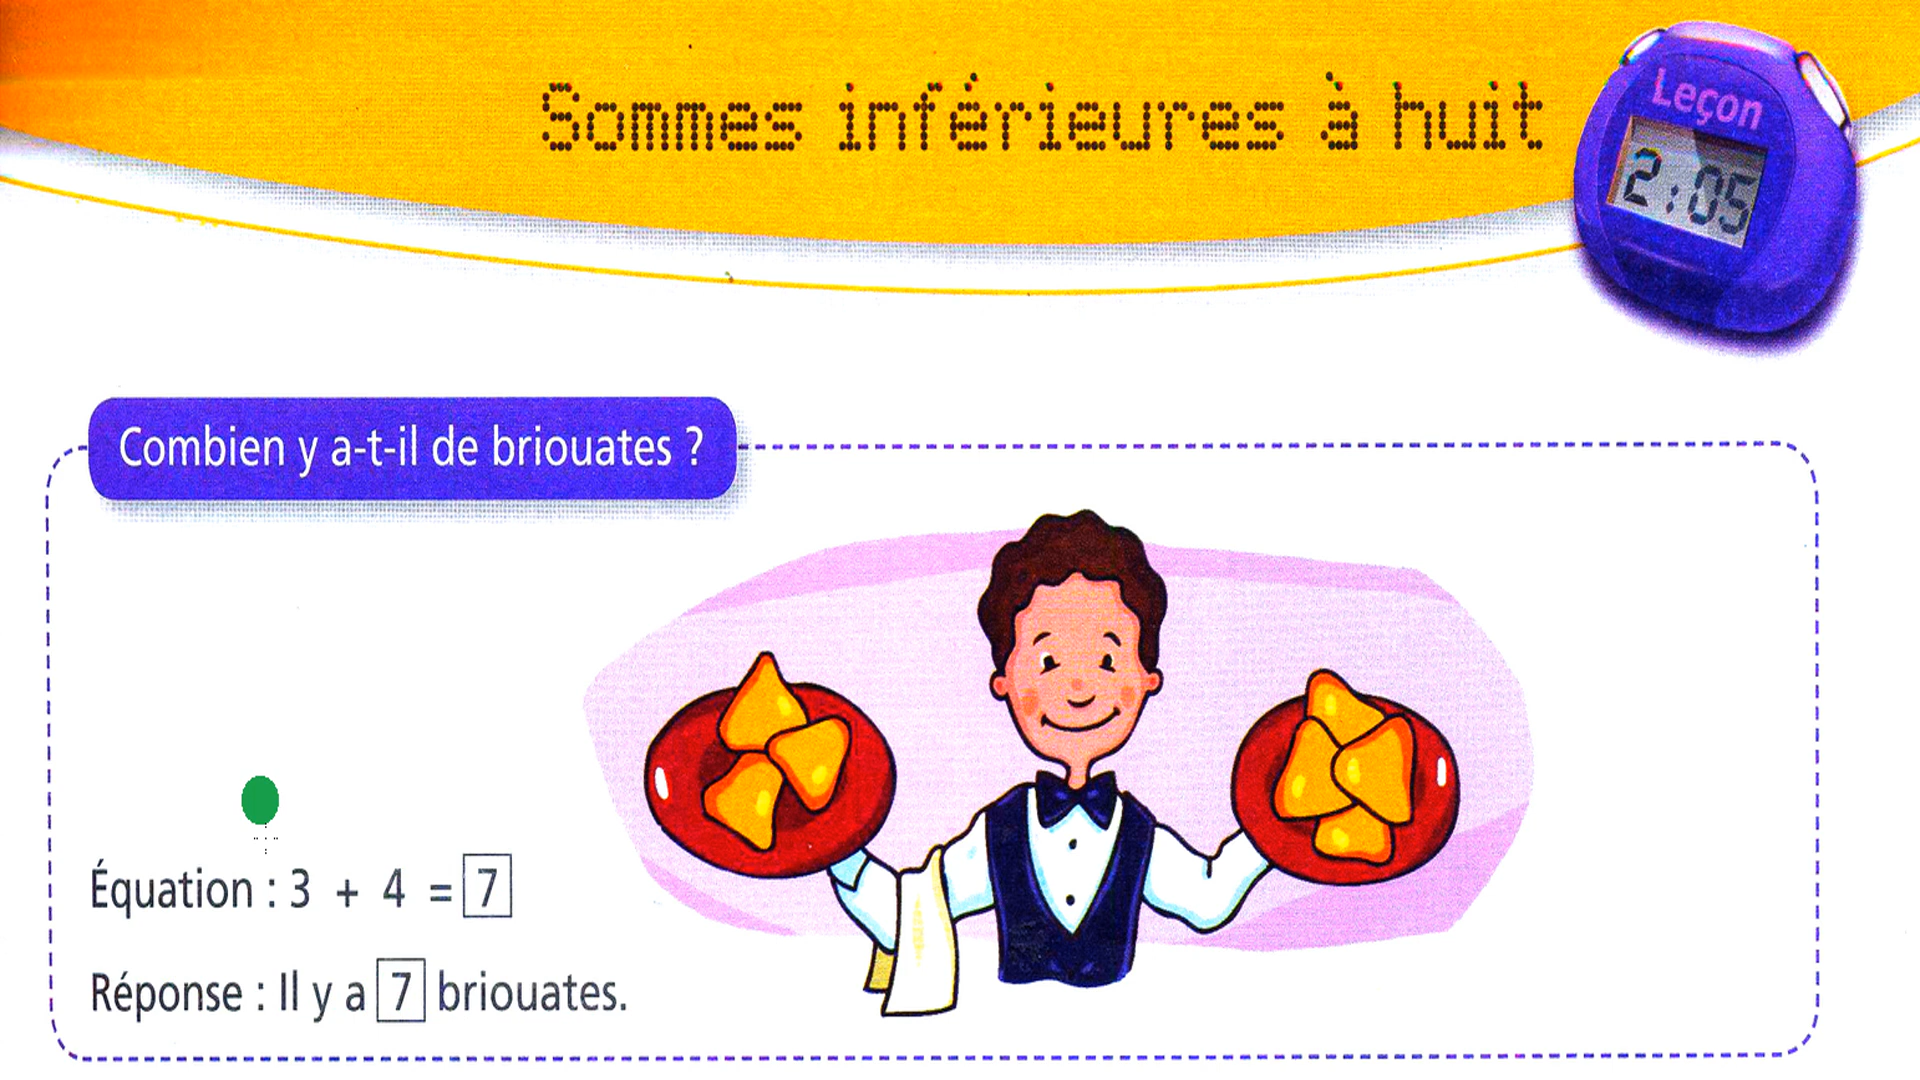 Sommes inférieures à huit
Leçon
2:05
Combien y a-t-il de briouates ?
Équation : 3 + 4 = 7
Réponse : Il y a 7 briouates.